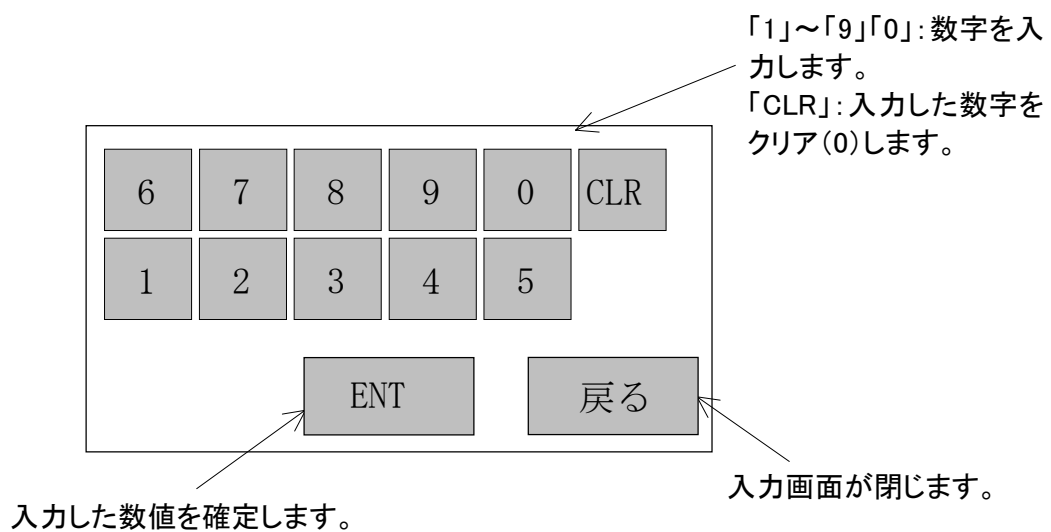 「1」～「9」「0」：数字を入
力します。
「CLR」：入力した数字を
クリア（0）します。
6 7 8 9 0 CLR
1 2 3 4 5
ENT 戻る
入力画面が閉じます。
入力した数値を確定します。